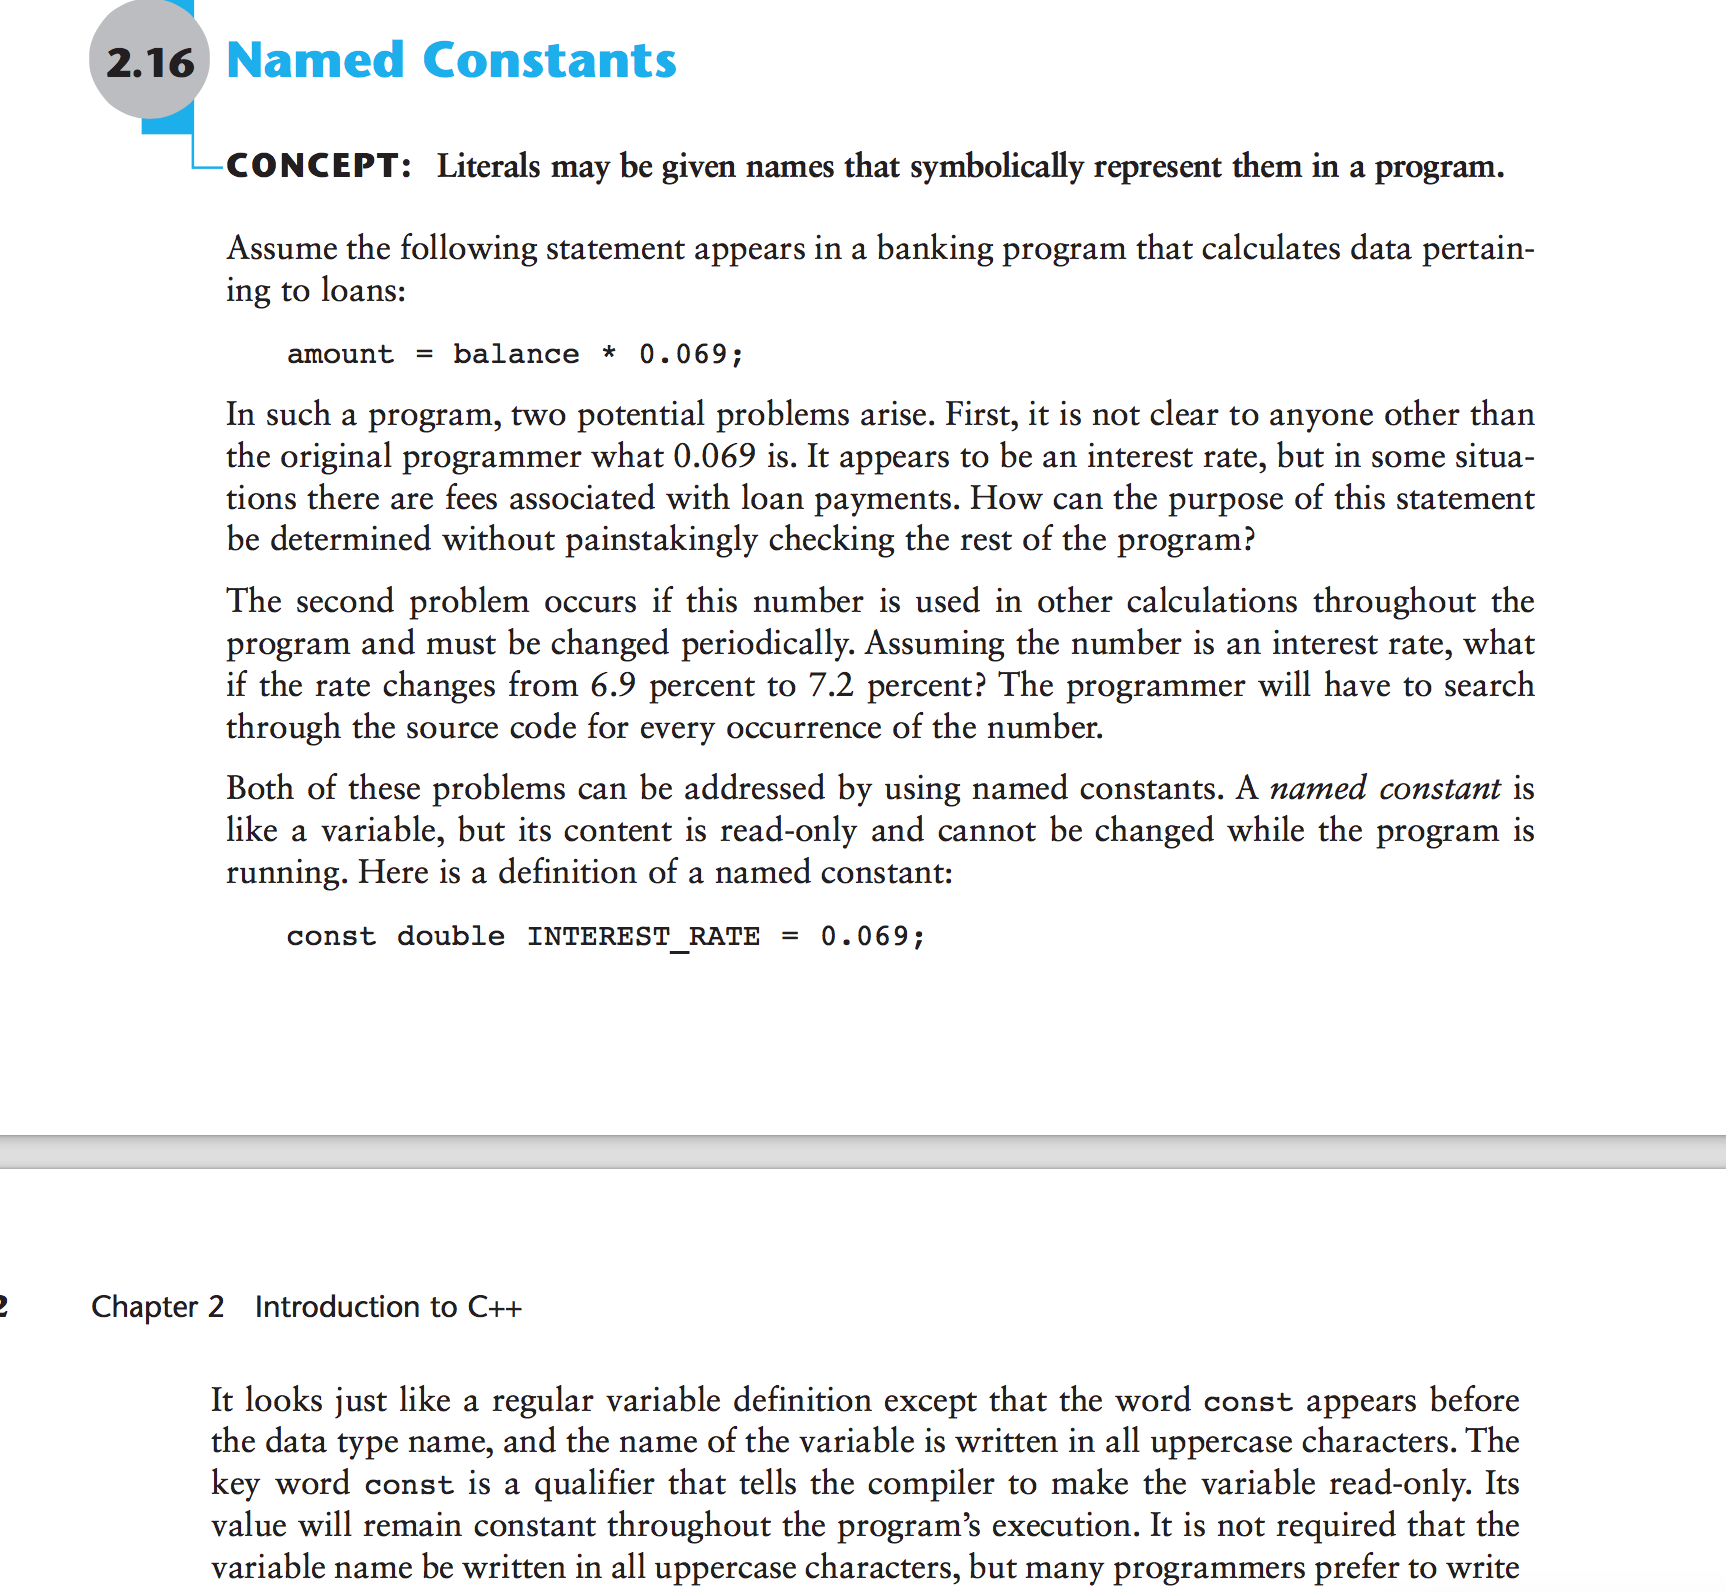 2.16 Named Constants
CONCEPT: Literals may be given names that symbolically represent them in a program.
Assume the following statement appears in a banking program that calculates data pertain-
ing to loans:
amount = balance * 0.069;
In such a program, two potential problems arise. First, it is not clear to anyone other than
the original programmer what 0.069 is. It appears to be an interest rate, but in some situa-
tions there are fees associated with loan payments. How can the purpose of this statement
be determined without painstakingly checking the rest of the program?
The second problem occurs if this number is used in other calculations throughout the
program and must be changed periodically. Assuming the number is an interest rate, what
if the rate changes from 6.9 percent to 7.2 percent? The programmer will have to search
through the source code for every occurrence of the number.
Both of these problems can be addressed by using named constants. A named constant is
like a variable, but its content is read-only and cannot be changed while the program is
running. Here is a definition of a named constant:
const double INTEREST_RATE = 0.069;
2 Chapter 2 Introduction to C++
It looks just like a regular variable definition except that the word const appears before
the data type name, and the name of the variable is written in all uppercase characters. The
key word const is a qualifier that tells the compiler to make the variable read-only. Its
value will remain constant throughout the program's execution. It is not required that the
variable name be written in all uppercase characters, but many programmers prefer to write